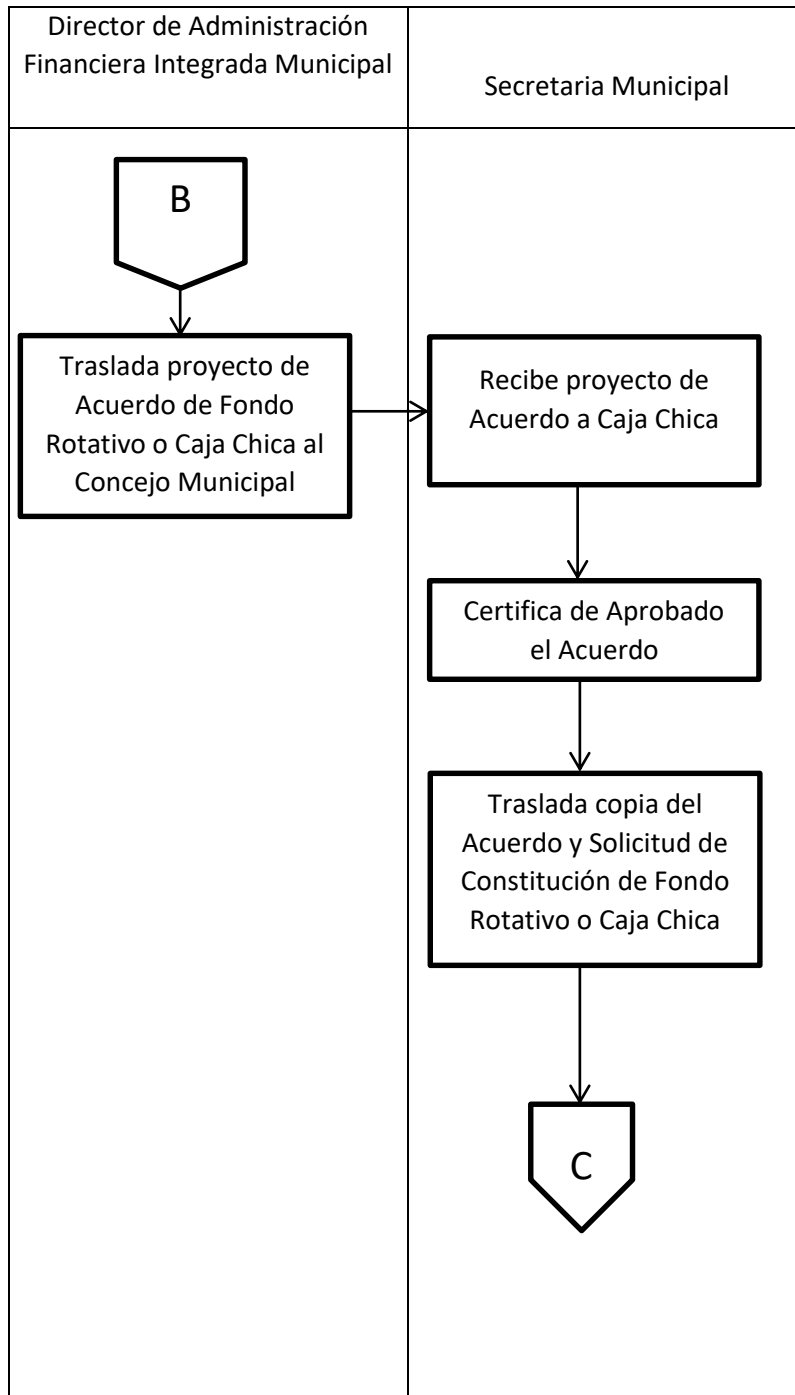 Director de Administración
Financiera Integrada Municipal
Secretaria Municipal
B
Traslada proyecto de
Acuerdo de Fondo
Rotativo o Caja Chica al
Concejo Municipal
Recibe proyecto de
Acuerdo a Caja Chica
Certifica de Aprobado
el Acuerdo
Traslada copia del
Acuerdo y Solicitud de
Constitución de Fondo
Rotativo o Caja Chica
C